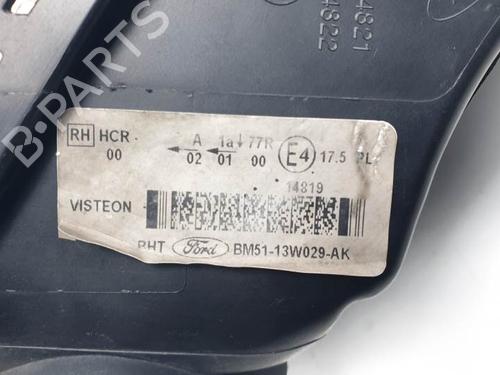 4821
4822
RH HCR A 1a↓77R E4 17.5 PL
00 02 01 00
14819
VISTEON
RHT Ford BM51-13W029-AK
B-Parts